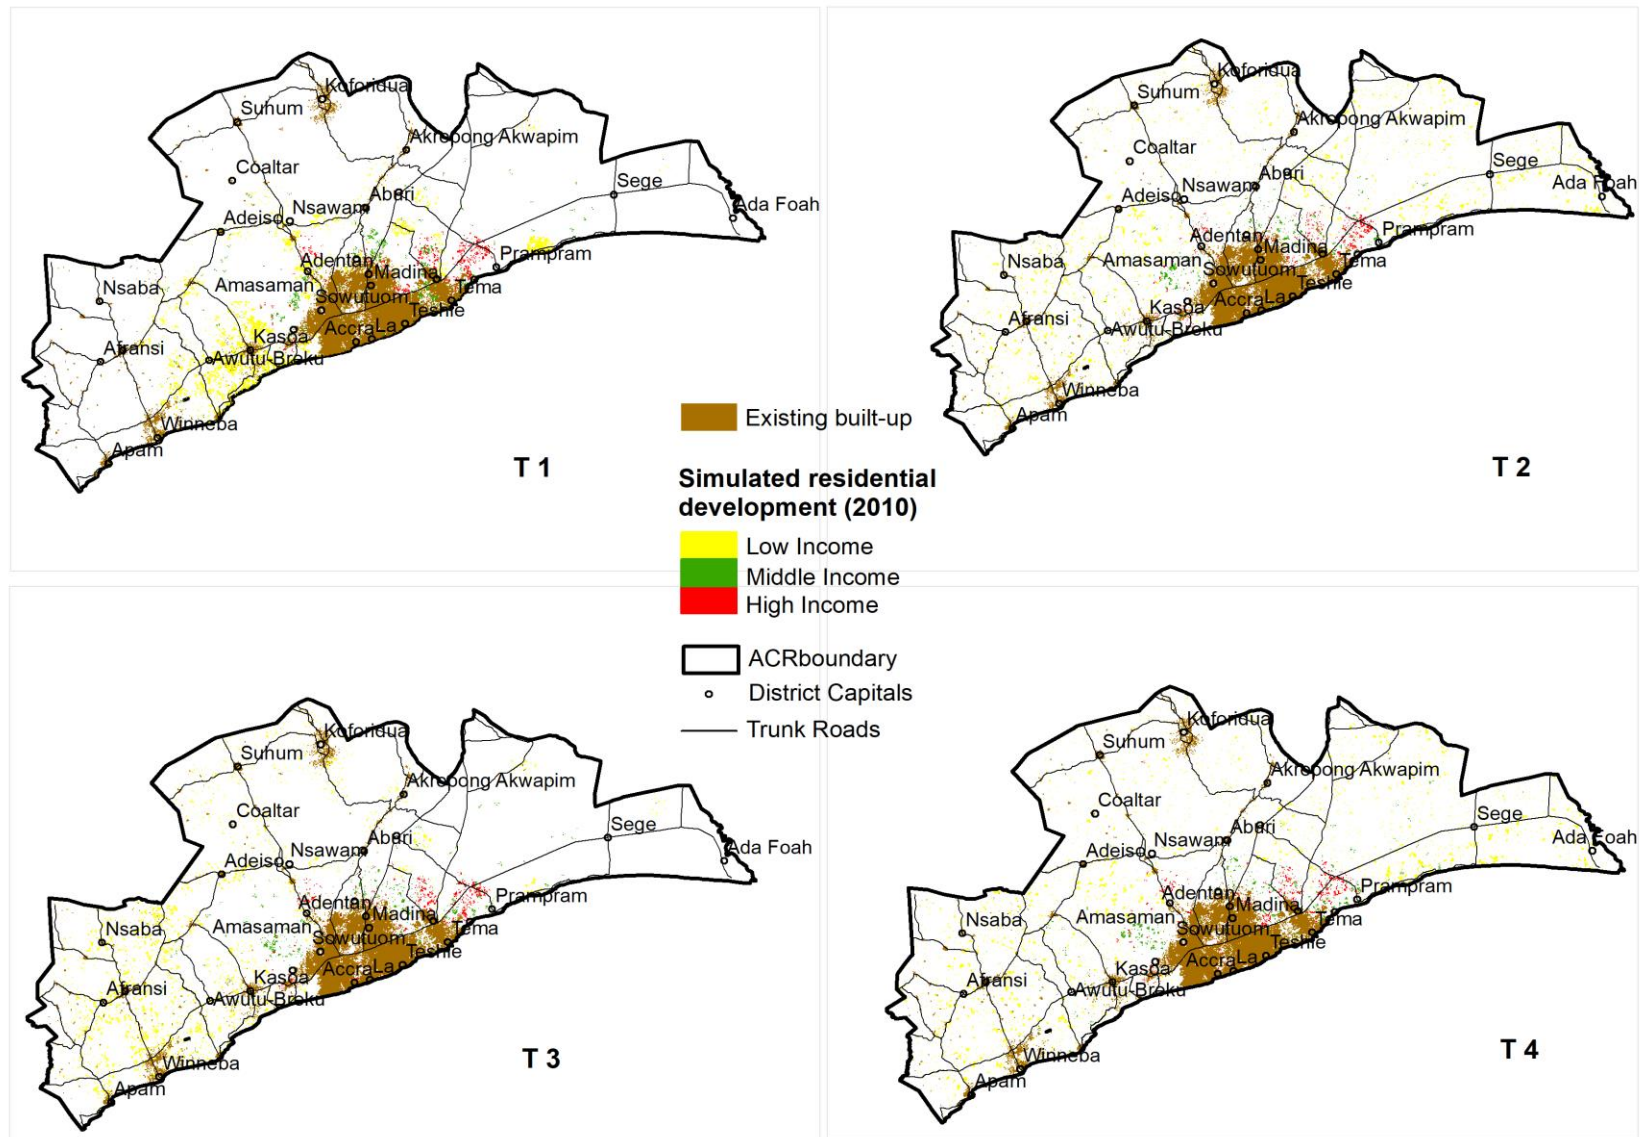 Koforidua
Suhum
Akropong Akwapim
Coaltar
Aburi
Sege
Nsawam
Ada Foah
Adeiso
Adentan
Prampram
Madina
Nsaba
Amasaman
Tema
Sowutuom
Teshie
Kasoa
Accra
La
Afransi
Awutu-Breku
Winneba
Apam
T 1
Koforidua
Suhum
Akropong Akwapim
Coaltar
Sege
Aburi
Nsawam
Ada Foah
Adeiso
Adentan
Prampram
Madina
Nsaba
Amasaman
Tema
Sowutuom
Teshie
Kasoa
Accra
La
Afransi
Awutu-Breku
Winneba
Apam
T 2
Existing built-up
Simulated residential
development (2010)
Low Income
Middle Income
High Income
ACRboundary
District Capitals
Trunk Roads
Koforidua
Suhum
Akropong Akwapim
Coaltar
Sege
Aburi
Nsawam
Ada Foah
Adeiso
Prampram
Adentan
Madina
Nsaba
Amasaman
Tema
Sowutuom
Teshie
Kasoa
Accra
La
Afransi
Awutu-Breku
Winneba
Apam
T 3
Koforidua
Suhum
Akropong Akwapim
Coaltar
Sege
Aburi
Nsawam
Ada Foah
Adeiso
Prampram
Adentan
Madina
Nsaba
Amasaman
Tema
Sowutuom
Teshie
Kasoa
Accra
La
Afransi
Awutu-Breku
Winneba
Apam
T 4